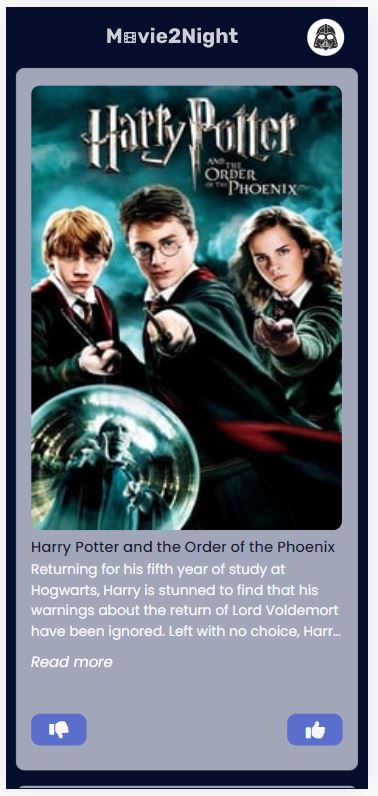 Movie2Night
Harry Potter
AND THE
ORDER
OF THE PHOENIX
Harry Potter and the Order of the Phoenix
Returning for his fifth year of study at
Hogwarts, Harry is stunned to find that his
warnings about the return of Lord Voldemort
have been ignored. Left with no choice, Harr...
Read more